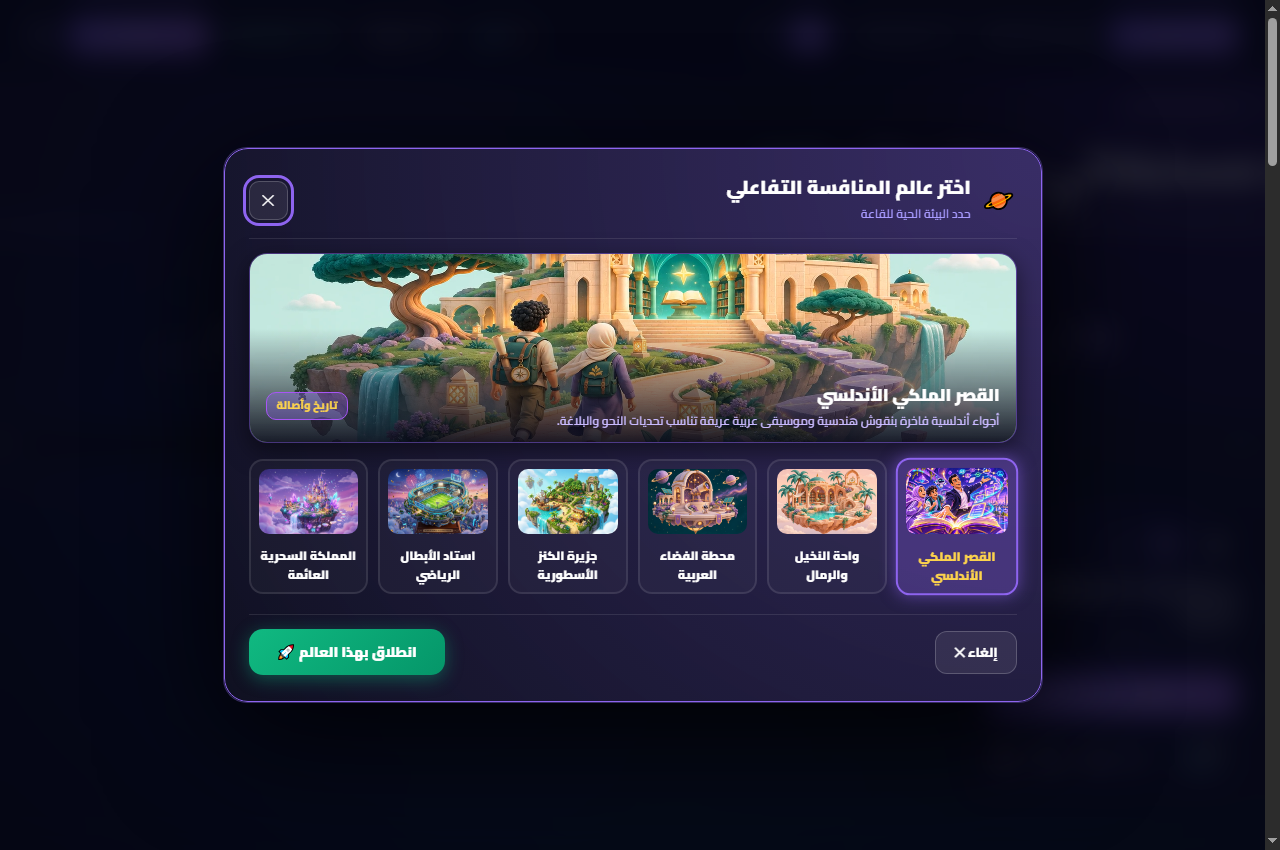 اختر عالم المنافسة التفاعلي
حدد البيئة الحية للقاعة
القصر الملكي الأندلسي
أجواء أندلسية فاخرة بنقوش هندسية وموسيقى عربية عريقة تناسب تحديات النحو والبلاغة.
تاريخ وأصالة
القصر الملكي
الأندلسي
واحة النخيل
والرمال
محطة الفضاء
العربية
جزيرة الكنز
الأسطورية
استاد الأبطال
الرياضي
المملكة السحرية
العائمة
إلغاء ✕
انطلاق بهذا العالم 🚀